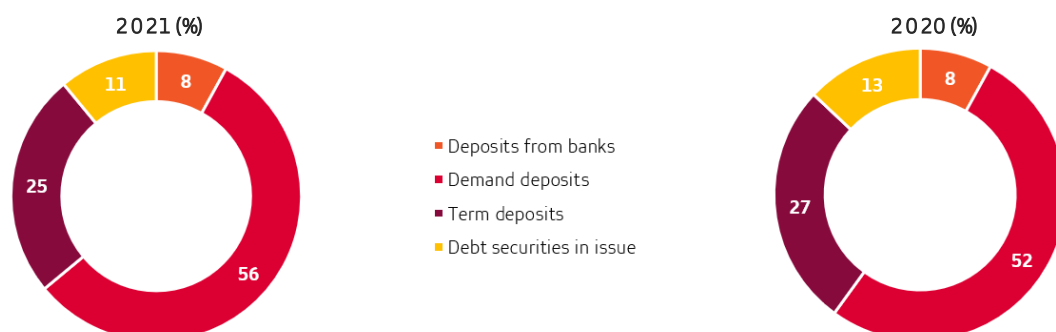 2021 (%)
11
8
25
56
Deposits from banks
Demand deposits
Term deposits
Debt securities in issue
2020 (%)
13
8
27
52